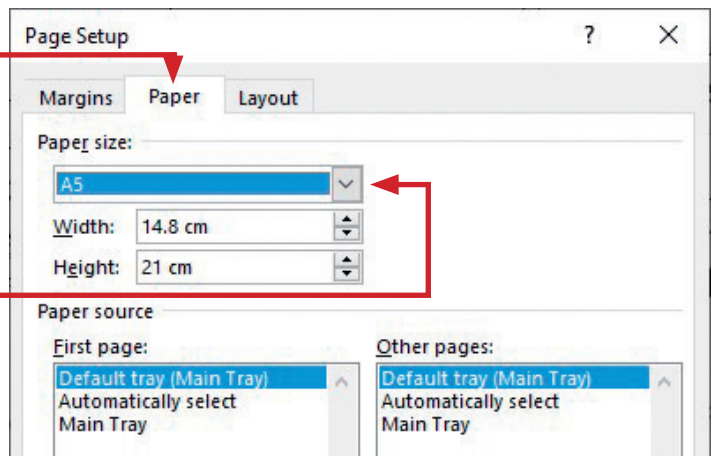 Page Setup ? ×
Margins Paper Layout
Paper size:
A5
Width: 14.8 cm
Height: 21 cm
Paper source
First page: Other pages:
Default tray (Main Tray) Default tray (Main Tray)
Automatically select Automatically select
Main Tray Main Tray